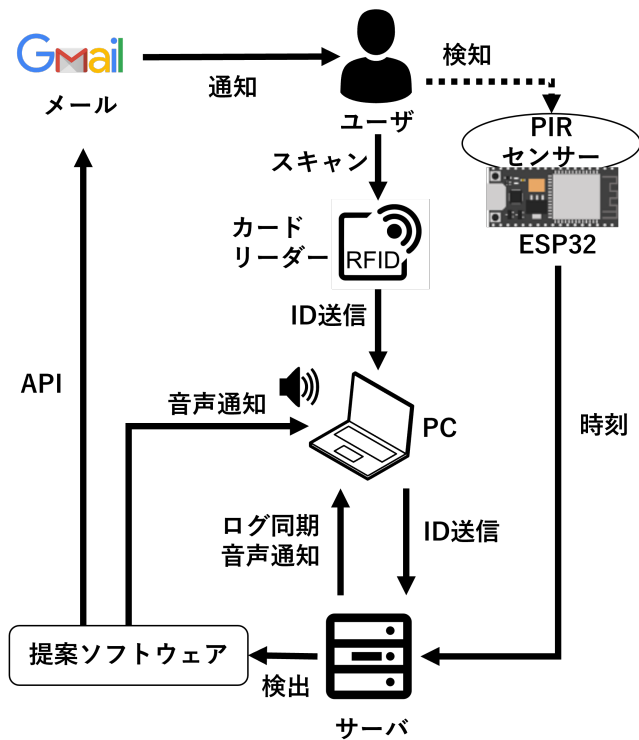 Gmail
メール
通知
ユーザ
検知
PIR
センサー
ESP32
スキャン
カード
リーダー
RFID
ID送信
API
音声通知
PC
時刻
ログ同期
音声通知
ID送信
提案ソフトウェア
検出
サーバ